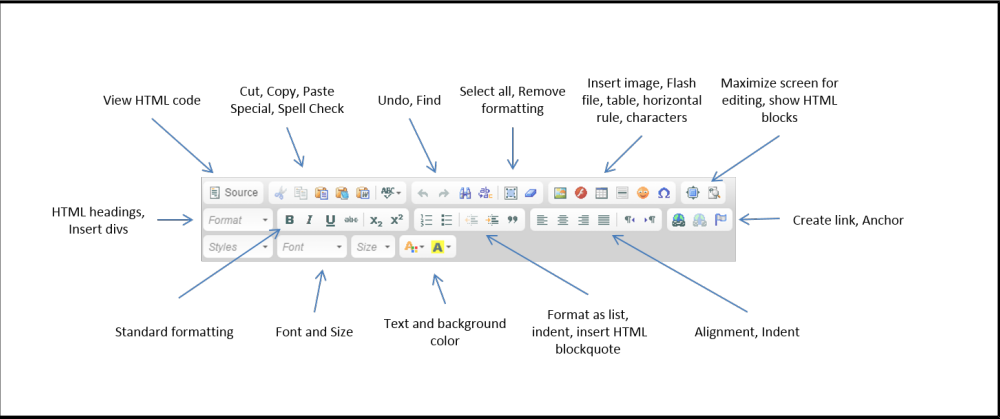 View HTML code
Cut, Copy, Paste
Special, Spell Check
Undo, Find
Select all, Remove
formatting
Insert image, Flash
file, table, horizontal
rule, characters
Maximize screen for
editing, show HTML
blocks
Source
ABC
HTML headings,
Insert divs
Format
B I U abc X₂ X²
Create link, Anchor
Styles
Font
Size
A
A
Standard formatting
Font and Size
Text and background
color
Format as list,
indent, insert HTML
blockquote
Alignment, Indent